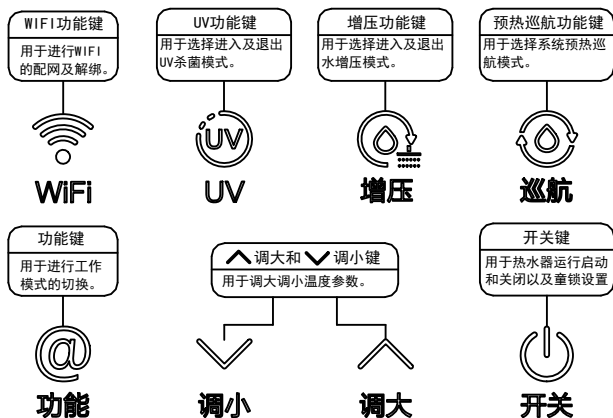 WIFI功能键
用于进行WIFI
的配网及解绑。
WiFi
UV功能键
用于选择进入及退出
UV杀菌模式。
UV
UV
增压功能键
用于选择进入及退出
水增压模式。
增压
预热巡航功能键
用于选择系统预热巡
航模式。
巡航
功能键
用于进行工作
模式的切换。
@
功能
调大和调小键
用于调大调小温度参数。
调小
调大
开关键
用于热水器运行启动
和关闭以及童锁设置
开关